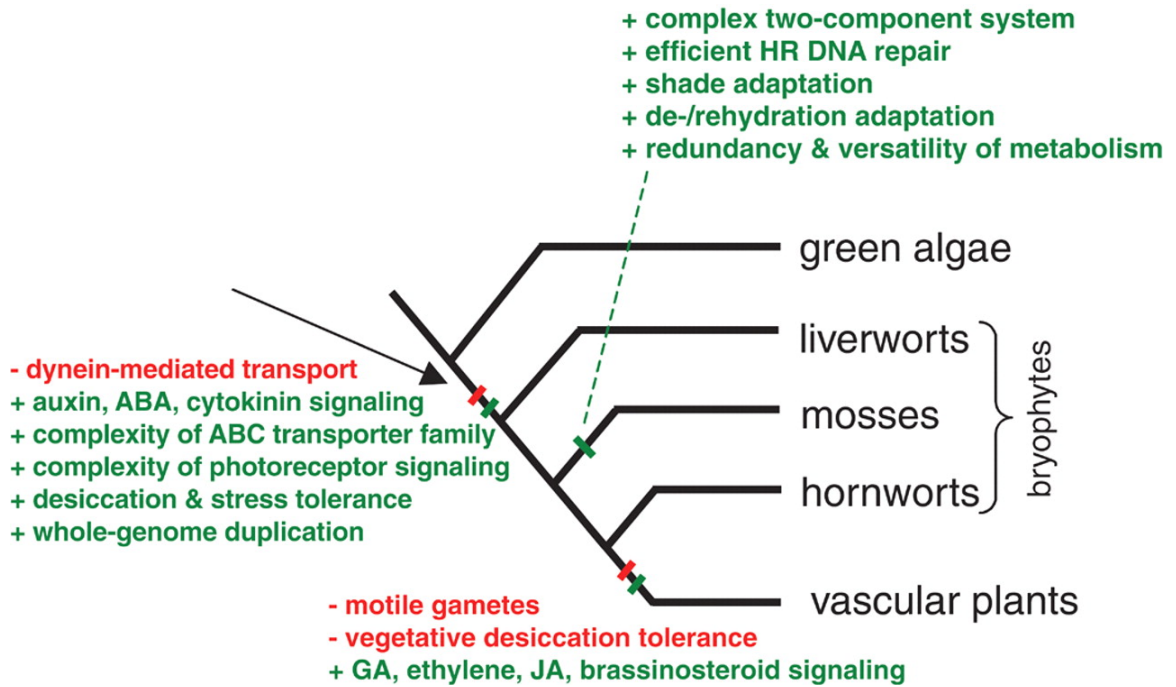 + complex two-component system
+ efficient HR DNA repair
+ shade adaptation
+ de-/rehydration adaptation
+ redundancy & versatility of metabolism
green algae
liverworts
mosses
hornworts
bryophytes
vascular plants
- dynein-mediated transport
+ auxin, ABA, cytokinin signaling
+ complexity of ABC transporter family
+ complexity of photoreceptor signaling
+ desiccation & stress tolerance
+ whole-genome duplication
- motile gametes
- vegetative desiccation tolerance
+ GA, ethylene, JA, brassinosteroid signaling